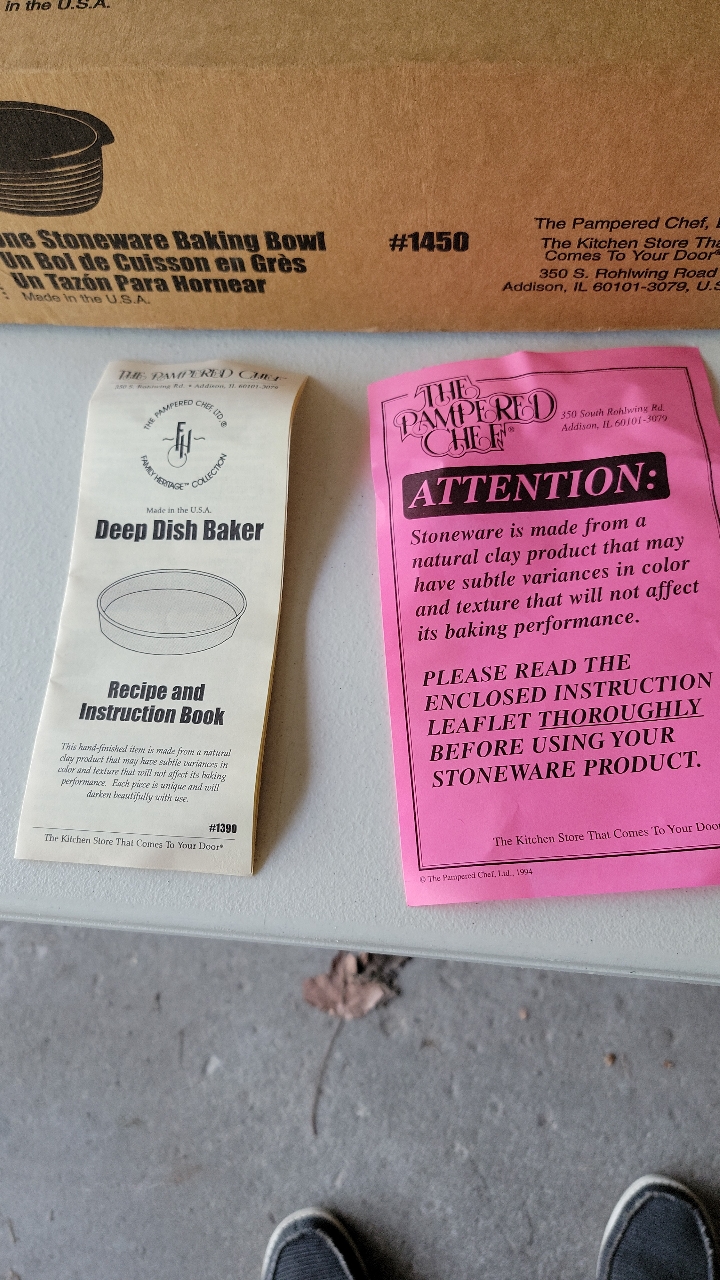 in the U.S.A.
ne Stoneware Baking Bowl
Un Bol de Cuisson en Grès
Un Tazón Para Hornear
Made in the U.S.A.
#1450
The Pampered Chef,
The Kitchen Store
Comes To Your Door
350 S. Rohlwing Road
Addison, IL 60101-3079, U.S
THE PAMPERED CHEF
350 S. Rohlwing Rd. • Addison, IL 60101-3079
THE PAMPERED CHEF, LTD.®
FH
FAMILY HERITAGE™ COLLECTION
Made in the U.S.A.
Deep Dish Baker
Recipe and
Instruction Book
This hand-finished item is made from a natural
clay product that may have subtle variances in
color and texture that will not affect its baking
performance. Each piece is unique and will
darken beautifully with use.
#1390
The Kitchen Store That Comes To Your Door®
THE
PAMPERED
CHEF®
350 South Rohlwing Rd.
Addison, IL 60101-3079
ATTENTION:
Stoneware is made from a
natural clay product that may
have subtle variances in color
and texture that will not affect
its baking performance.
PLEASE READ THE
ENCLOSED INSTRUCTION
LEAFLET THOROUGHLY
BEFORE USING YOUR
STONEWARE PRODUCT.
The Kitchen Store That Comes To Your Door
© The Pampered Chef, Ltd., 1994